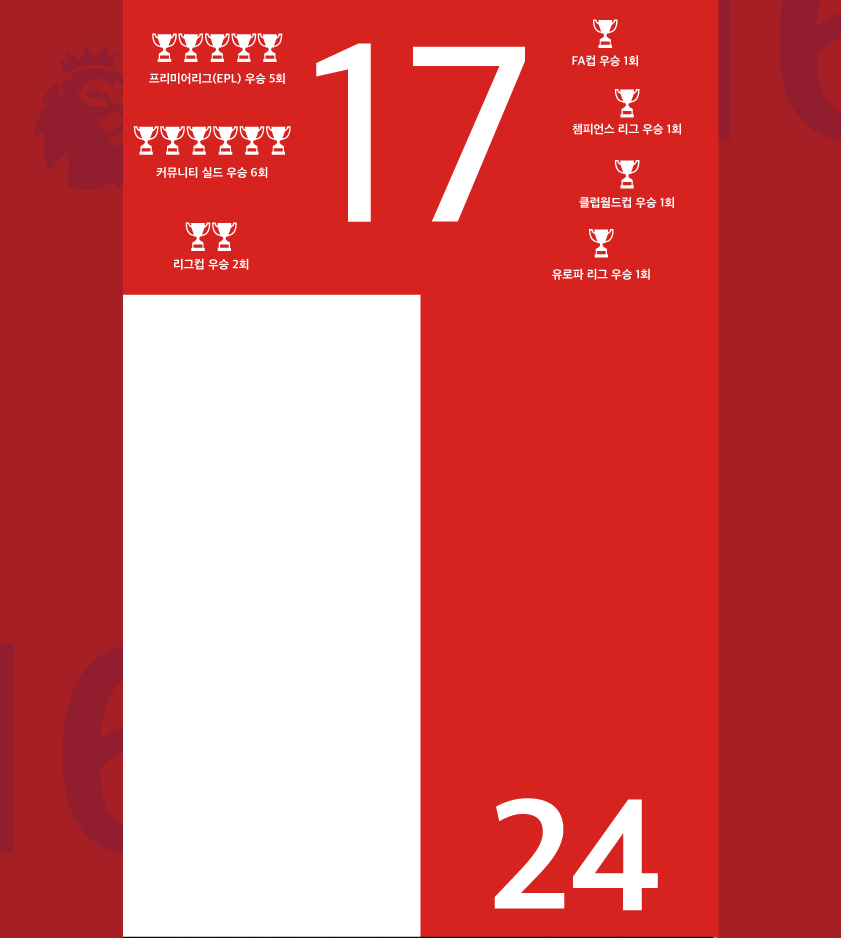 프리미어리그(EPL) 우승 5회
커뮤니티 실드 우승 6회
리그컵 우승 2회
17
FA컵 우승 1회
챔피언스 리그 우승 1회
클럽월드컵 우승 1회
유로파 리그 우승 1회
16
16
24